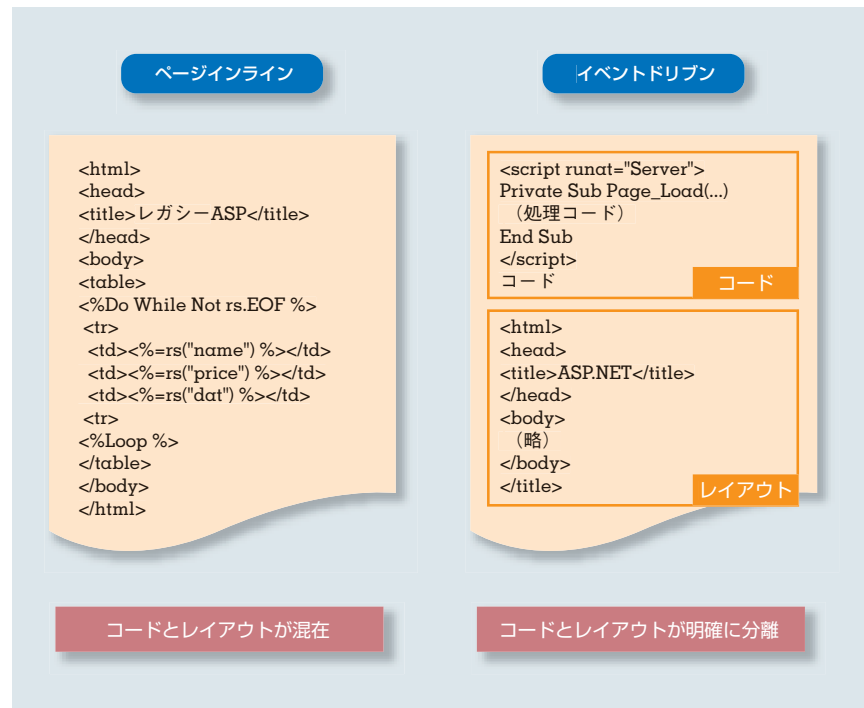 ページインライン
<html>
<head>
<title>レガシーASP</title>
</head>
<body>
<table>
<%Do While Not rs.EOF %>
<tr>
<td><%=rs("name") %></td>
<td><%=rs("price") %></td>
<td><%=rs("dat") %></td>
<tr>
<%Loop %>
</table>
</body>
</html>
コードとレイアウトが混在
イベントドリブン
<script runat="Server">
Private Sub Page_Load(...)
（処理コード）
End Sub
</script>
コード
コード
<html>
<head>
<title>ASP.NET</title>
</head>
<body>
（略）
</body>
</title>
レイアウト
コードとレイアウトが明確に分離